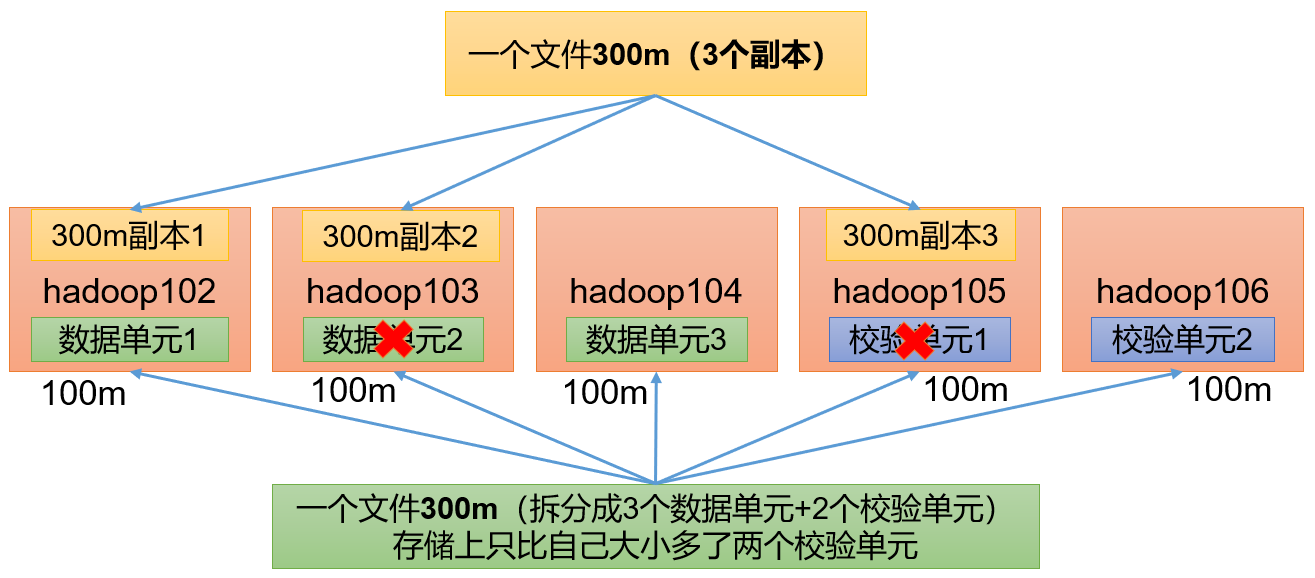 一个文件300m（3个副本）
300m副本1
300m副本2
300m副本3
hadoop102
hadoop103
hadoop104
hadoop105
hadoop106
数据单元1
数据单元2
数据单元3
校验单元1
校验单元2
100m
100m
100m
100m
100m
一个文件300m（拆分成3个数据单元+2个校验单元）
存储上只比自己大小多了两个校验单元